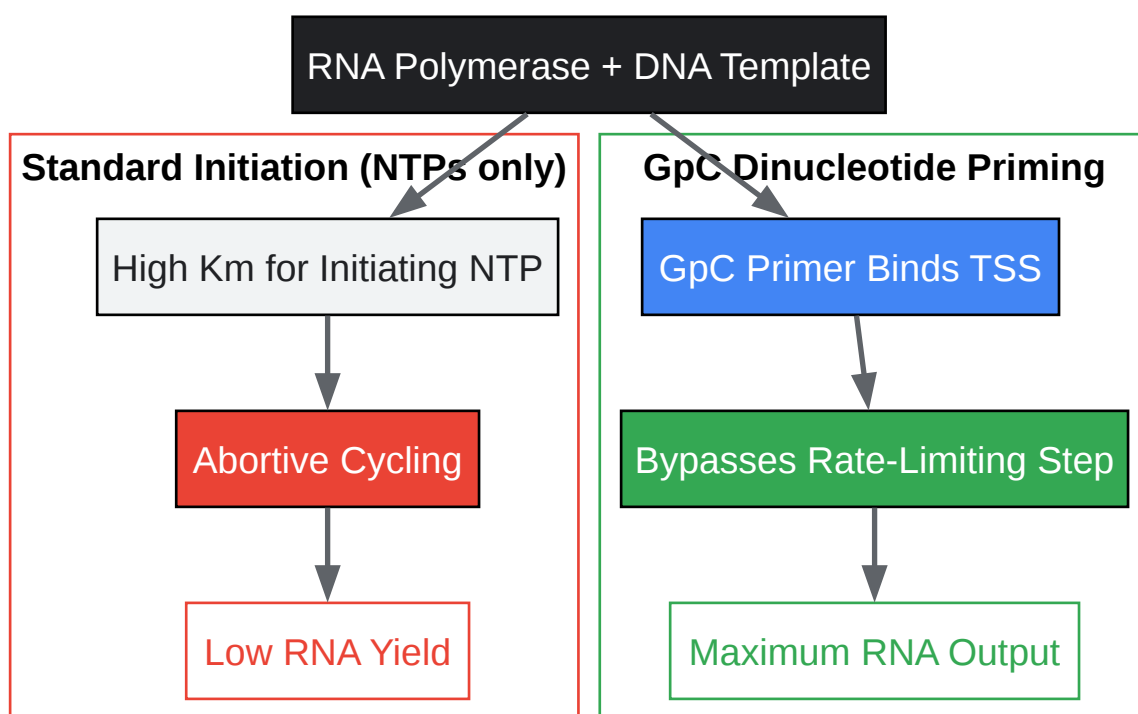 RNA Polymerase + DNA Template
Standard Initiation (NTPs only)
High Km for Initiating NTP
Abortive Cycling
Low RNA Yield
GpC Dinucleotide Priming
GpC Primer Binds TSS
Bypasses Rate-Limiting Step
Maximum RNA Output